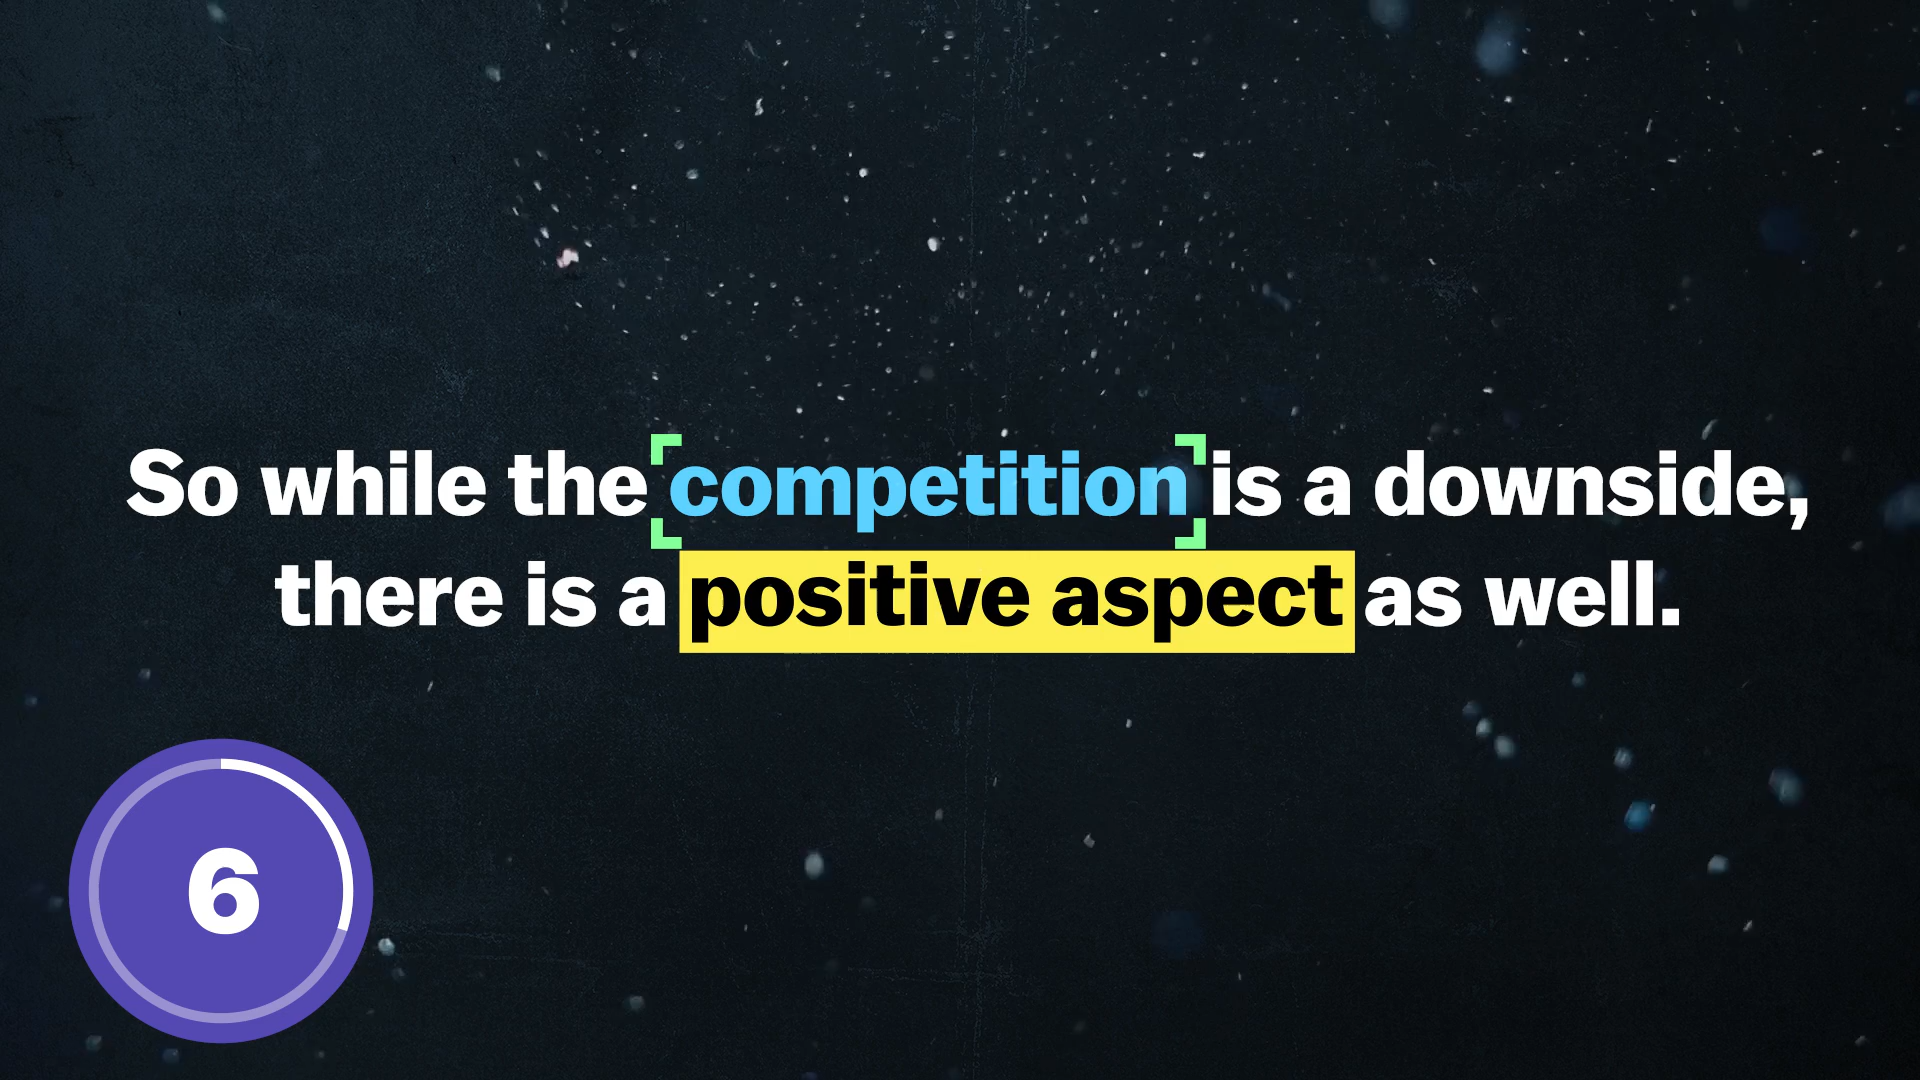 So while the competition is a downside,
there is a positive aspect as well.
6